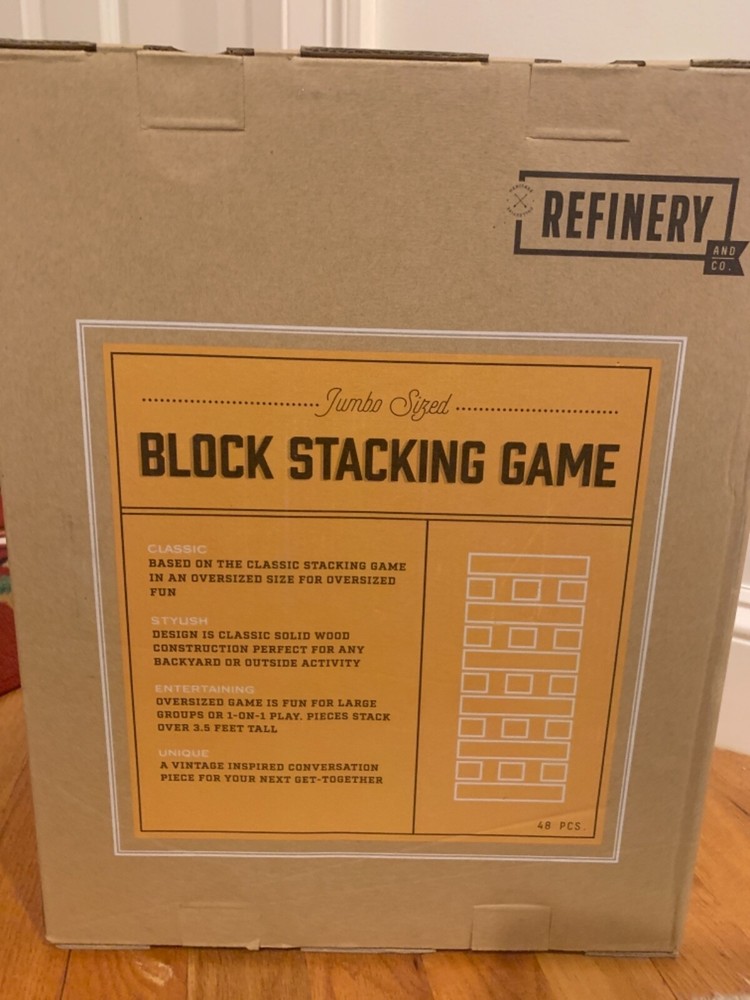 REFINERY
AND
CO.
Jumbo Sized
BLOCK STACKING GAME
CLASSIC
BASED ON THE CLASSIC STACKING GAME
IN AN OVERSIZED SIZE FOR OVERSIZED
FUN
STYLISH
DESIGN IS CLASSIC SOLID WOOD
CONSTRUCTION PERFECT FOR ANY
BACKYARD OR OUTSIDE ACTIVITY
ENTERTAINING
OVERSIZED GAME IS FUN FOR LARGE
GROUPS OR 1-ON-1 PLAY. PIECES STACK
OVER 3.5 FEET TALL
UNIQUE
A VINTAGE INSPIRED CONVERSATION
PIECE FOR YOUR NEXT GET-TOGETHER
48 PCS.